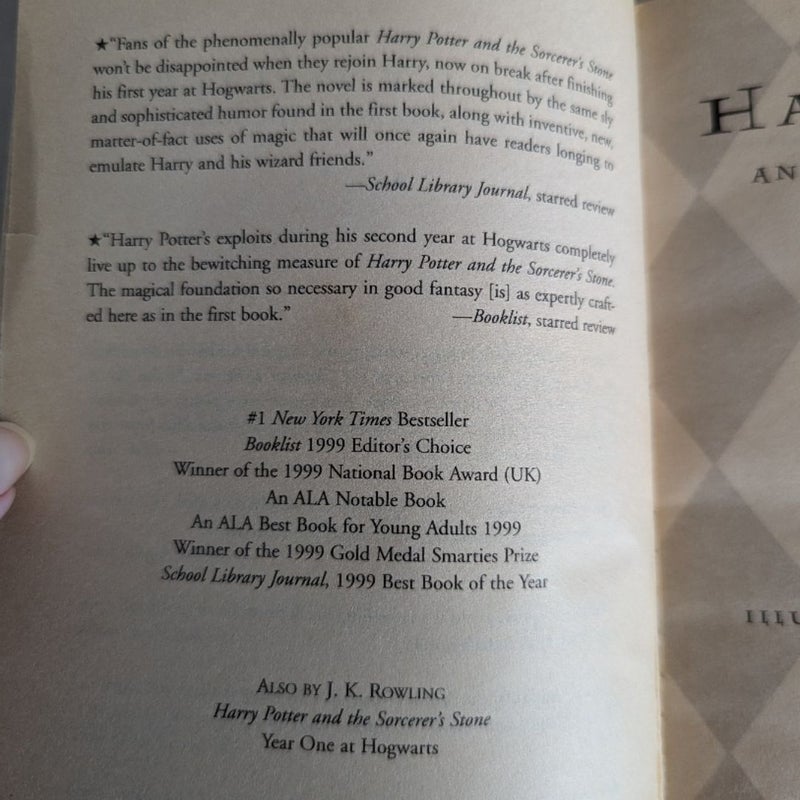 ★“Fans of the phenomenally popular Harry Potter and the Sorcerer's Stone
won't be disappointed when they rejoin Harry, now on break after finishing
his first year at Hogwarts. The novel is marked throughout by the same sly
and sophisticated humor found in the first book, along with inventive, new,
matter-of-fact uses of magic that will once again have readers longing to
emulate Harry and his wizard friends.”
—School Library Journal, starred review
★“Harry Potter's exploits during his second year at Hogwarts completely
live up to the bewitching measure of Harry Potter and the Sorcerer's Stone.
The magical foundation so necessary in good fantasy [is] as expertly craft-
ed here as in the first book.” —Booklist, starred review
#1 New York Times Bestseller
Booklist 1999 Editor's Choice
Winner of the 1999 National Book Award (UK)
An ALA Notable Book
An ALA Best Book for Young Adults 1999
Winner of the 1999 Gold Medal Smarties Prize
School Library Journal, 1999 Best Book of the Year
ALSO BY J. K. ROWLING
Harry Potter and the Sorcerer's Stone
Year One at Hogwarts
HA
AN
ILLU